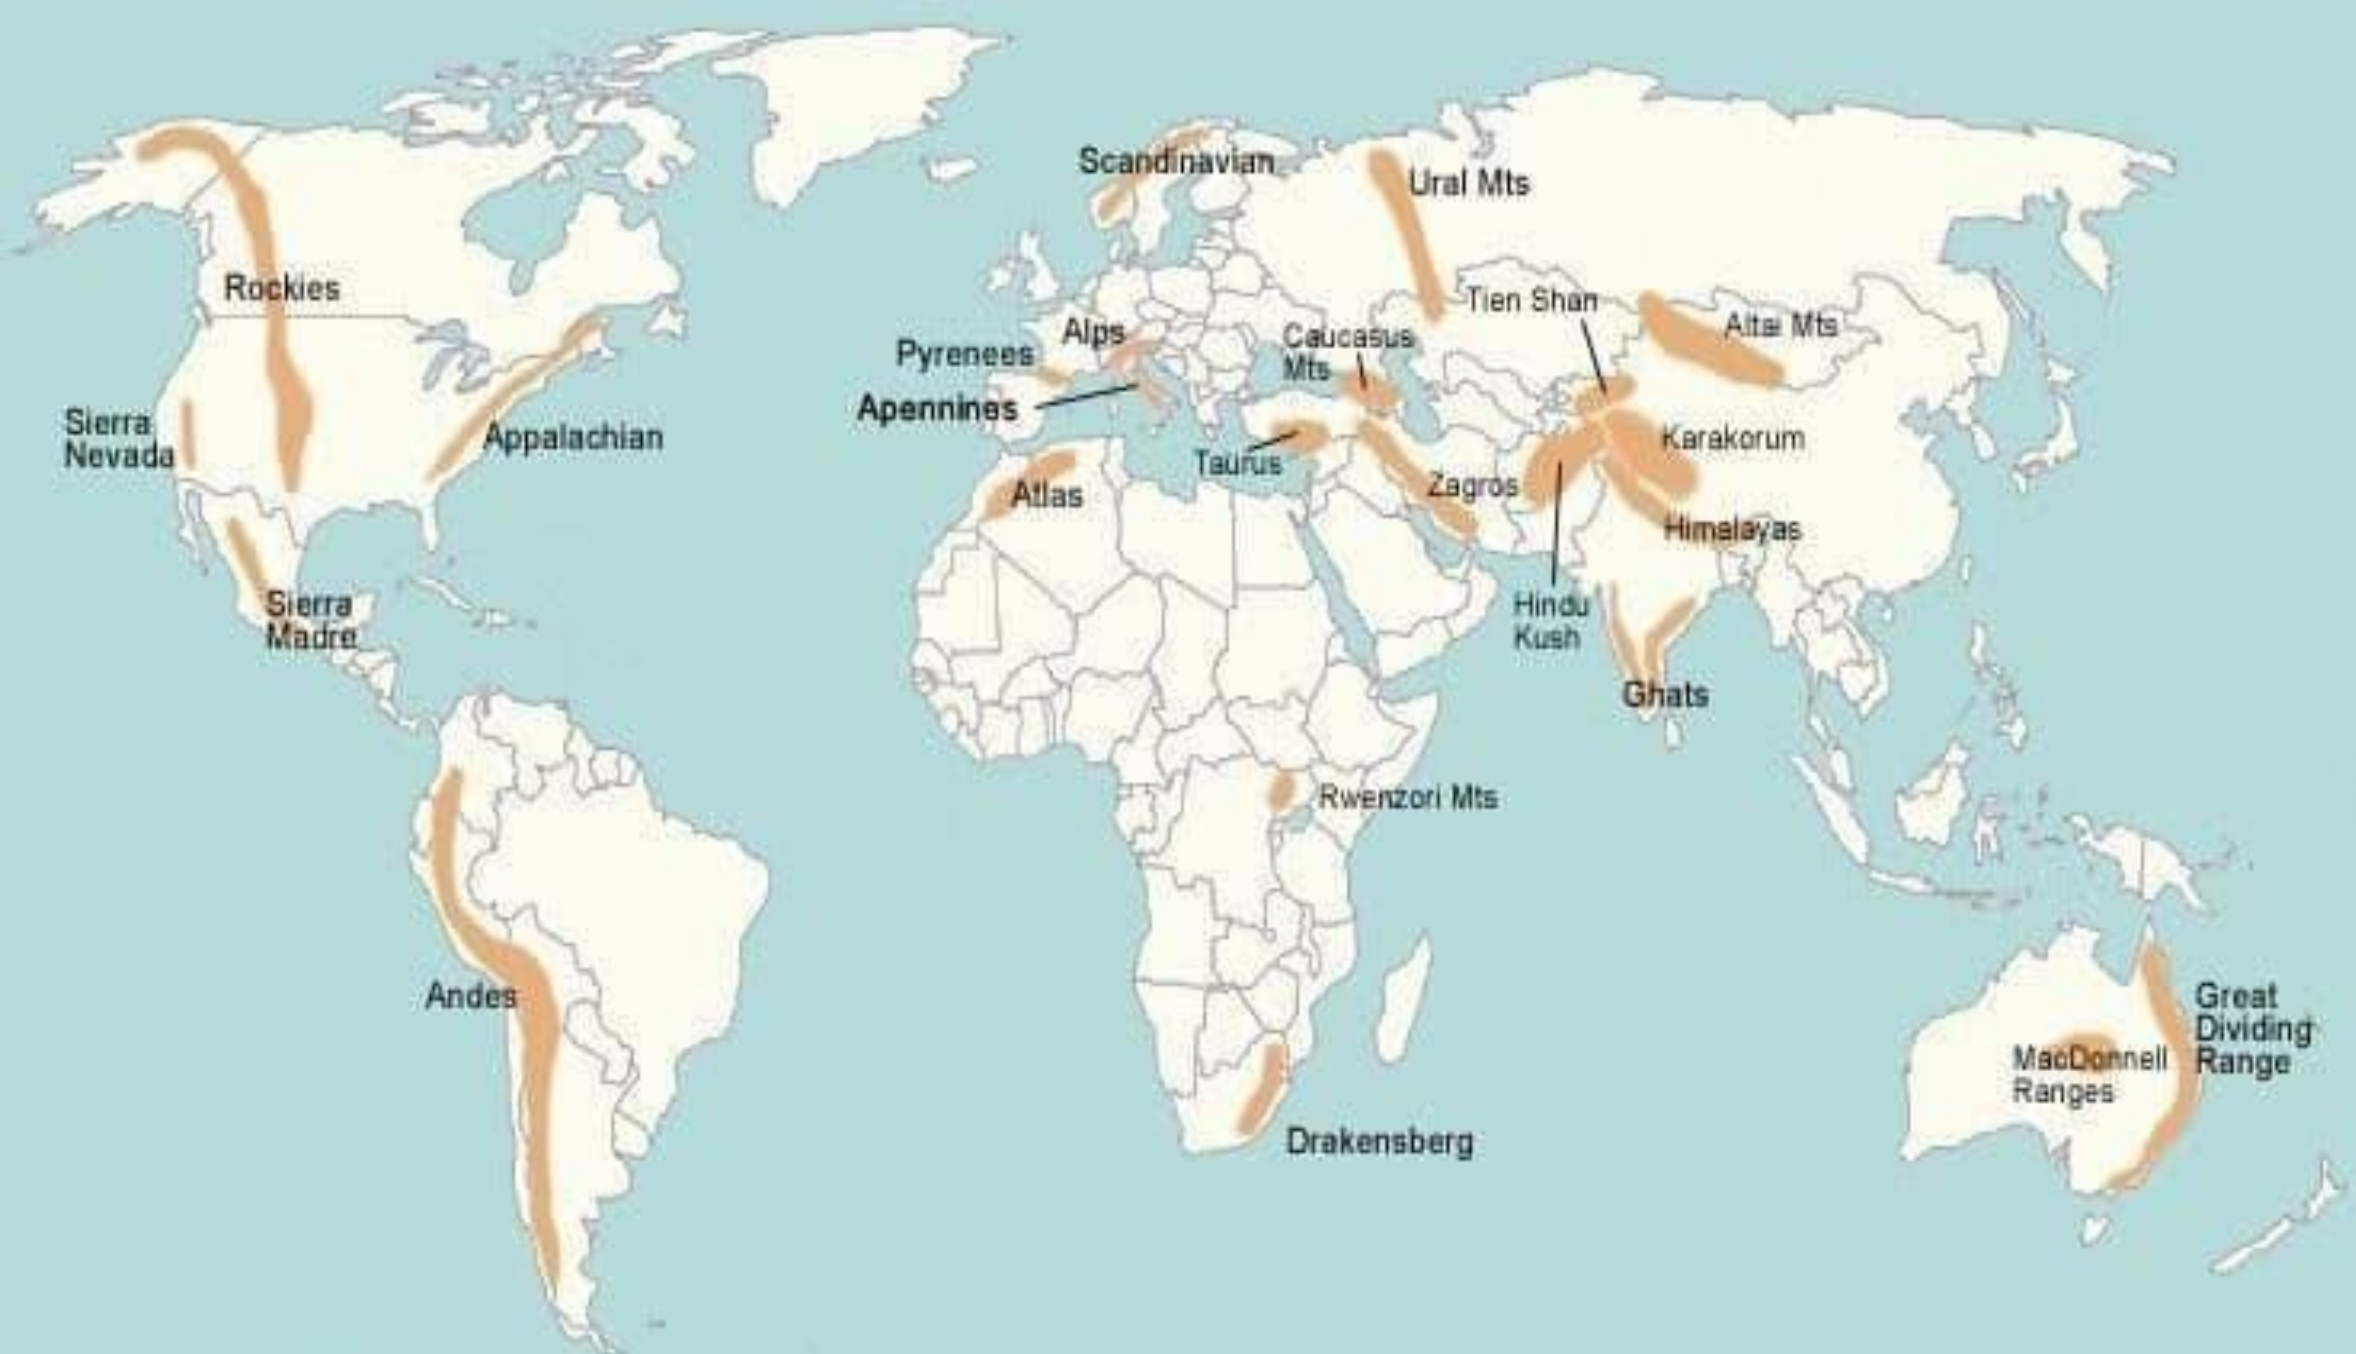 Scandinavian
Ural Mts
Rockies
Tien Shan
Alps
Caucasus
Mts
Altai Mts
Pyrenees
Apennines
Sierra
Nevada
Appalachian
Karakorum
Taurus
Atlas
Zagros
Himalayas
Sierra
Madre
Hindu
Kush
Ghats
Rwenzori Mts
Andes
Great
Dividing
Range
MacDonnell
Ranges
Drakensberg